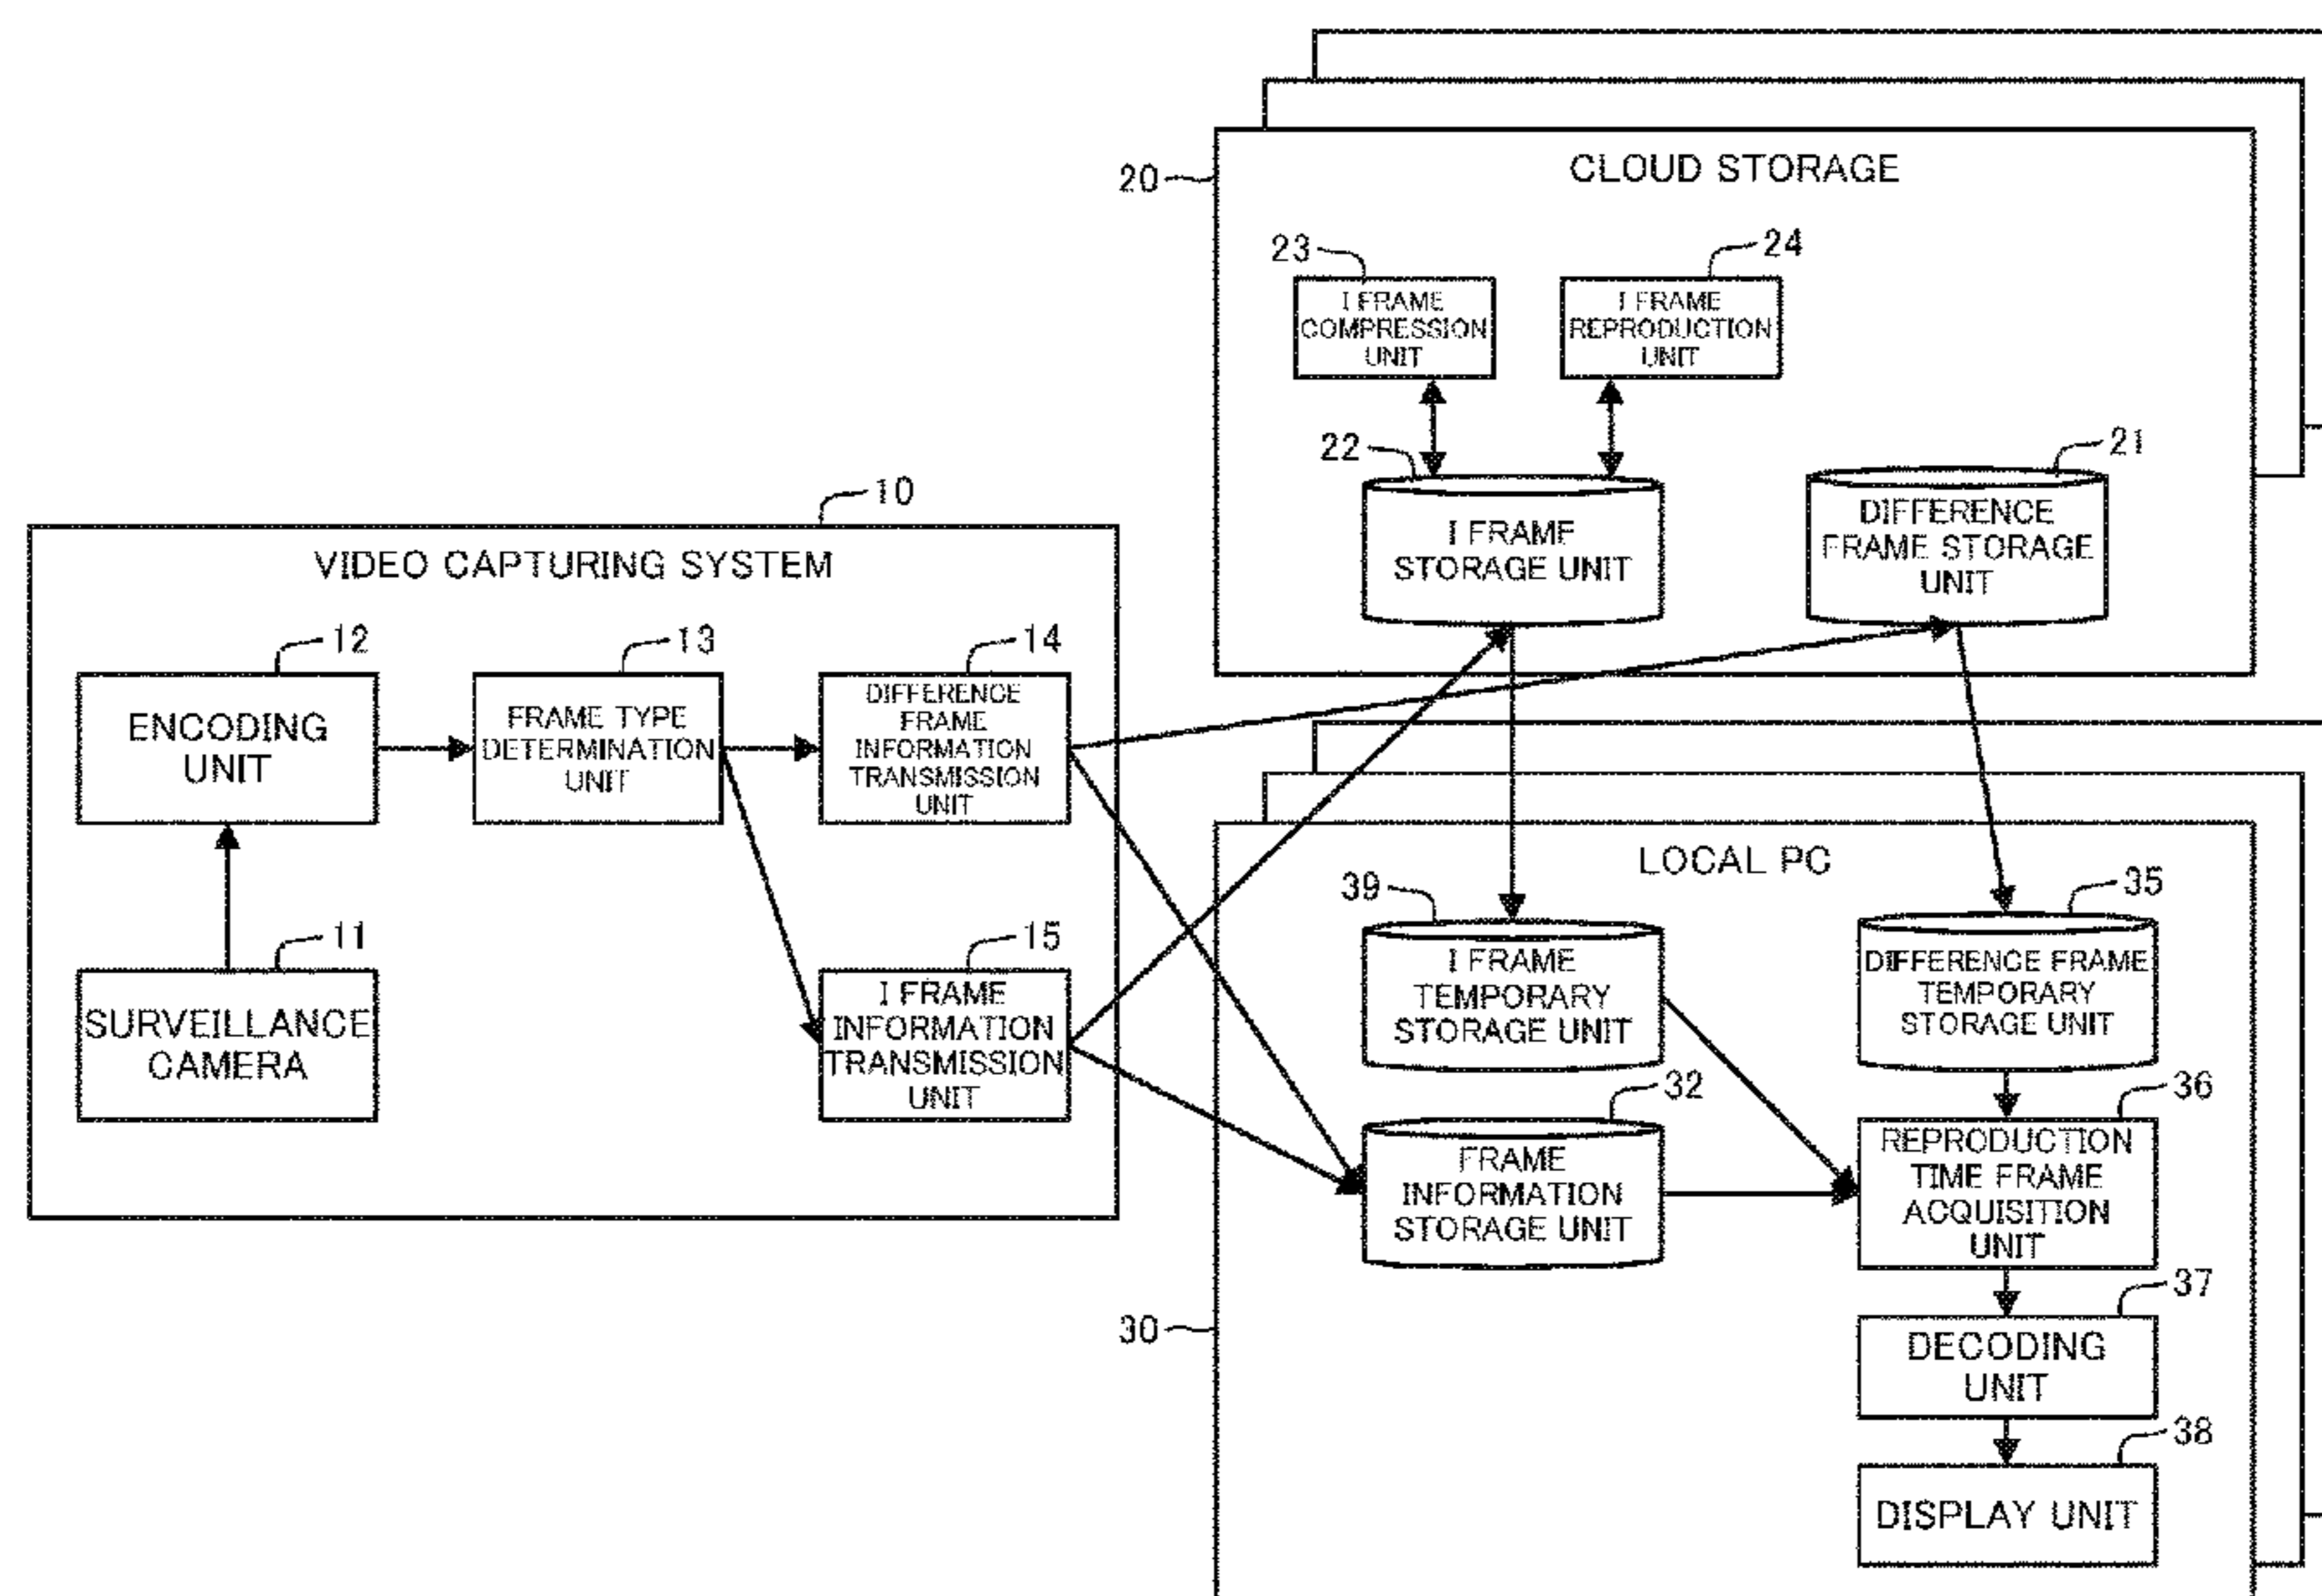 20
CLOUD STORAGE
23
24
I FRAME
COMPRESSION
UNIT
I FRAME
REPRODUCTION
UNIT
22
21
I FRAME
STORAGE UNIT
DIFFERENCE
FRAME STORAGE
UNIT
10
VIDEO CAPTURING SYSTEM
12
13
14
ENCODING
UNIT
FRAME TYPE
DETERMINATION
UNIT
DIFFERENCE
FRAME
INFORMATION
TRANSMISSION
UNIT
11
15
SURVEILLANCE
CAMERA
I FRAME
INFORMATION
TRANSMISSION
UNIT
30
LOCAL PC
39
35
I FRAME
TEMPORARY
STORAGE UNIT
DIFFERENCE FRAME
TEMPORARY
STORAGE UNIT
32
36
FRAME
INFORMATION
STORAGE UNIT
REPRODUCTION
TIME FRAME
ACQUISITION
UNIT
37
DECODING
UNIT
38
DISPLAY UNIT